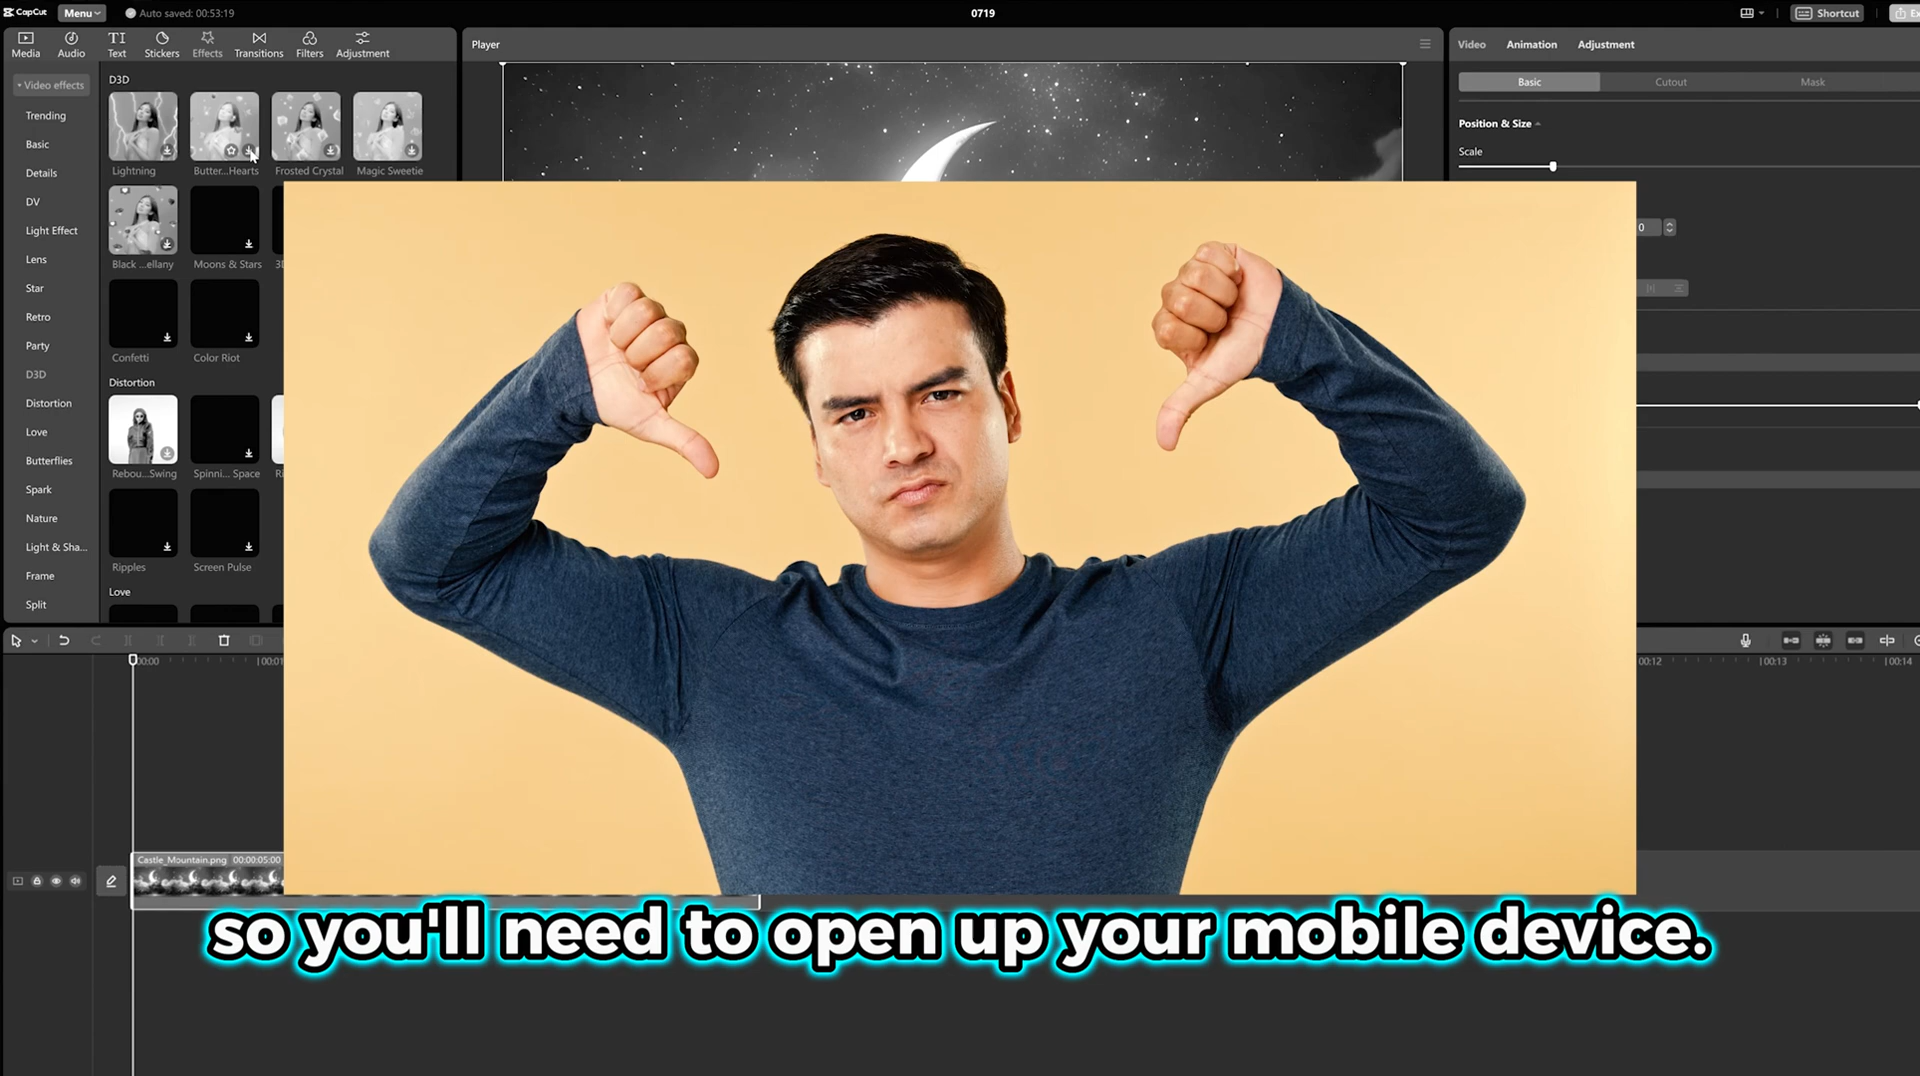 CapCut
Menu
Auto saved: 00:53:19
0719
Shortcut
Media
Audio
TI
Text
Stickers
Effects
Transitions
Filters
Adjustment
Player
Video
Animation
Adjustment
Video effects
Trending
Basic
Details
DV
Light Effect
Lens
Star
Retro
Party
D3D
Distortion
Love
Butterflies
Spark
Nature
Light & Sha...
Frame
Split
D3D
Lightning
Butter...Hearts
Frosted Crystal
Magic Sweetie
Black ...ellany
Moons & Stars
Confetti
Color Riot
Distortion
Rebou...Swing
Spinni... Space
Ripples
Screen Pulse
Love
Basic
Cutout
Mask
Position & Size
Scale
0
00:00
00:01
00:12
00:13
00:14
Castle_Mountain.png 00:00:05:00
so you'll need to open up your mobile device.